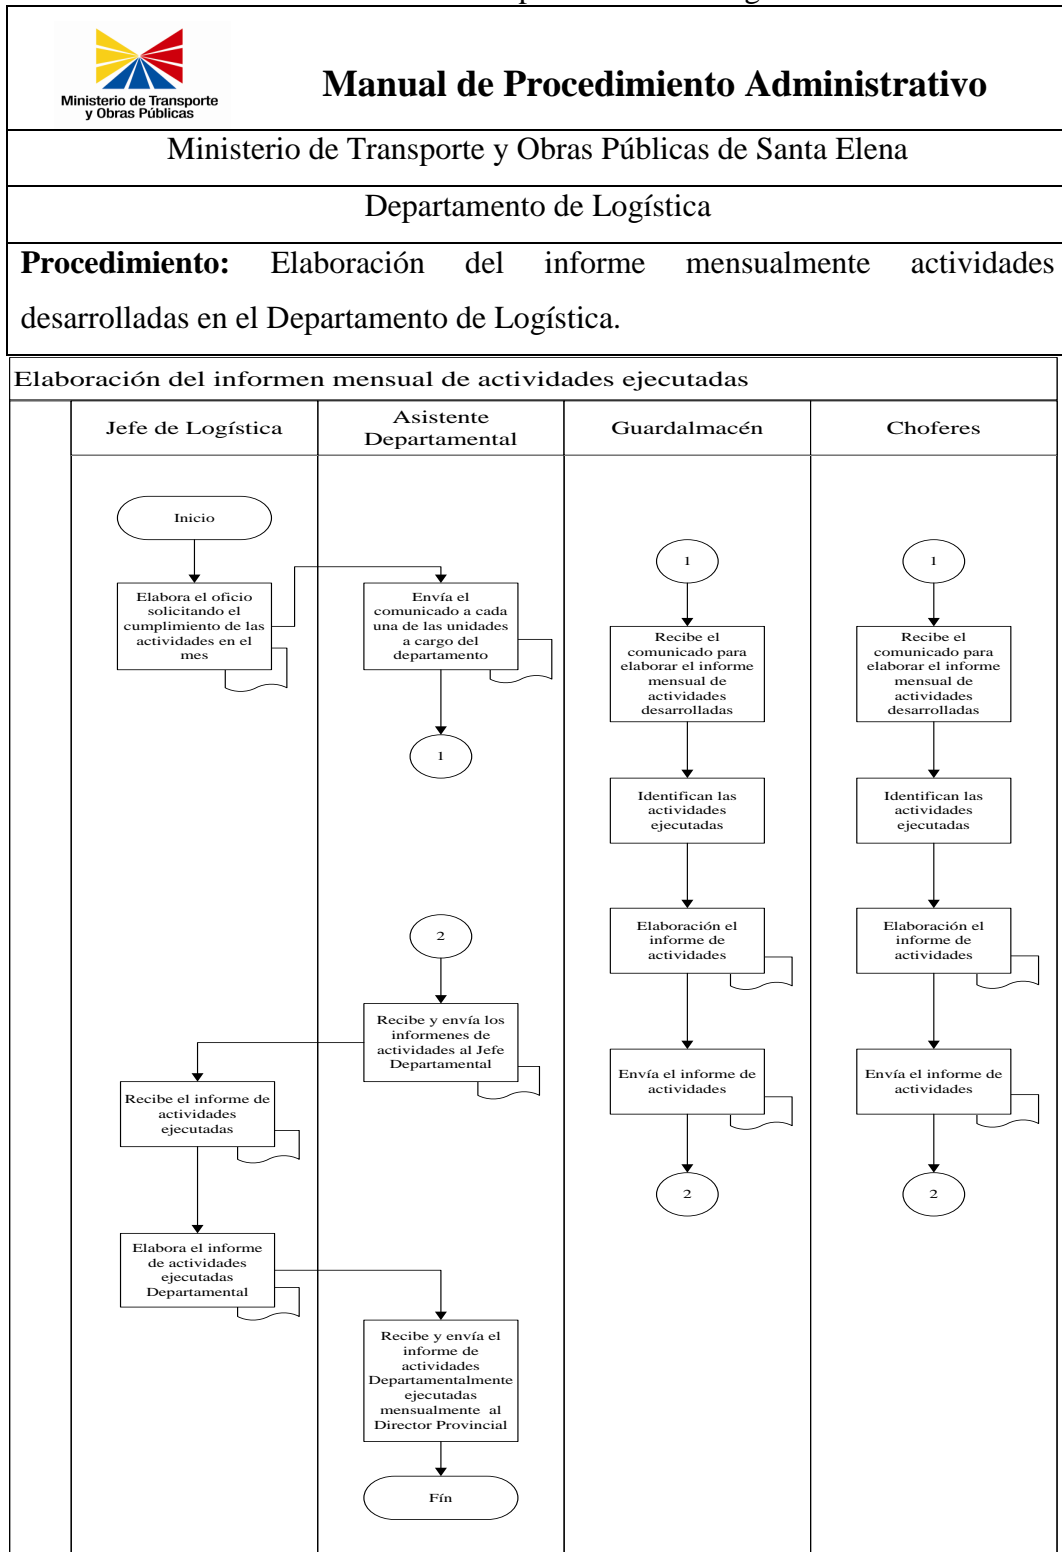 Ministerio de Transporte
y Obras Públicas
Manual de Procedimiento Administrativo
Ministerio de Transporte y Obras Públicas de Santa Elena
Departamento de Logística
Procedimiento: Elaboración del informe mensualmente actividades
desarrolladas en el Departamento de Logística.
Elaboración del informen mensual de actividades ejecutadas
Jefe de Logística
Asistente
Departamental
Guardalmacén
Choferes
Inicio
Elabora el oficio
solicitando el
cumplimiento de las
actividades en el
mes
Envía el
comunicado a cada
una de las unidades
a cargo del
departamento
1
1
Recibe el
comunicado para
elaborar el informe
mensual de
actividades
desarrolladas
Identifican las
actividades
ejecutadas
Elaboración el
informe de
actividades
Envía el informe de
actividades
2
1
Recibe el
comunicado para
elaborar el informe
mensual de
actividades
desarrolladas
Identifican las
actividades
ejecutadas
Elaboración el
informe de
actividades
Envía el informe de
actividades
2
2
Recibe y envía los
informenes de
actividades al Jefe
Departamental
Recibe el informe de
actividades
ejecutadas
Elabora el informe
de actividades
ejecutadas
Departamental
Recibe y envía el
informe de
actividades
Departamentalmente
ejecutadas
mensualmente al
Director Provincial
Fín